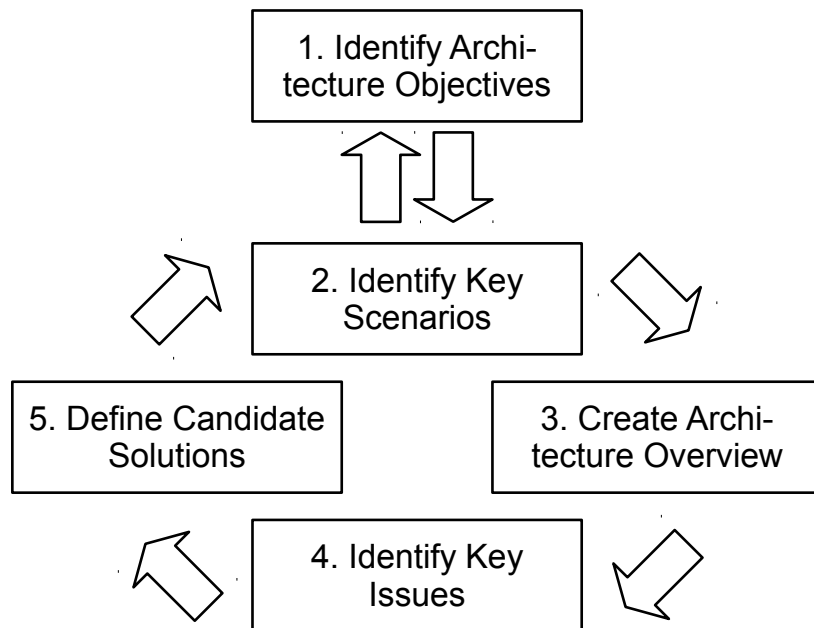 1. Identify Archi-
tecture Objectives
2. Identify Key
Scenarios
5. Define Candidate
Solutions
3. Create Archi-
tecture Overview
4. Identify Key
Issues